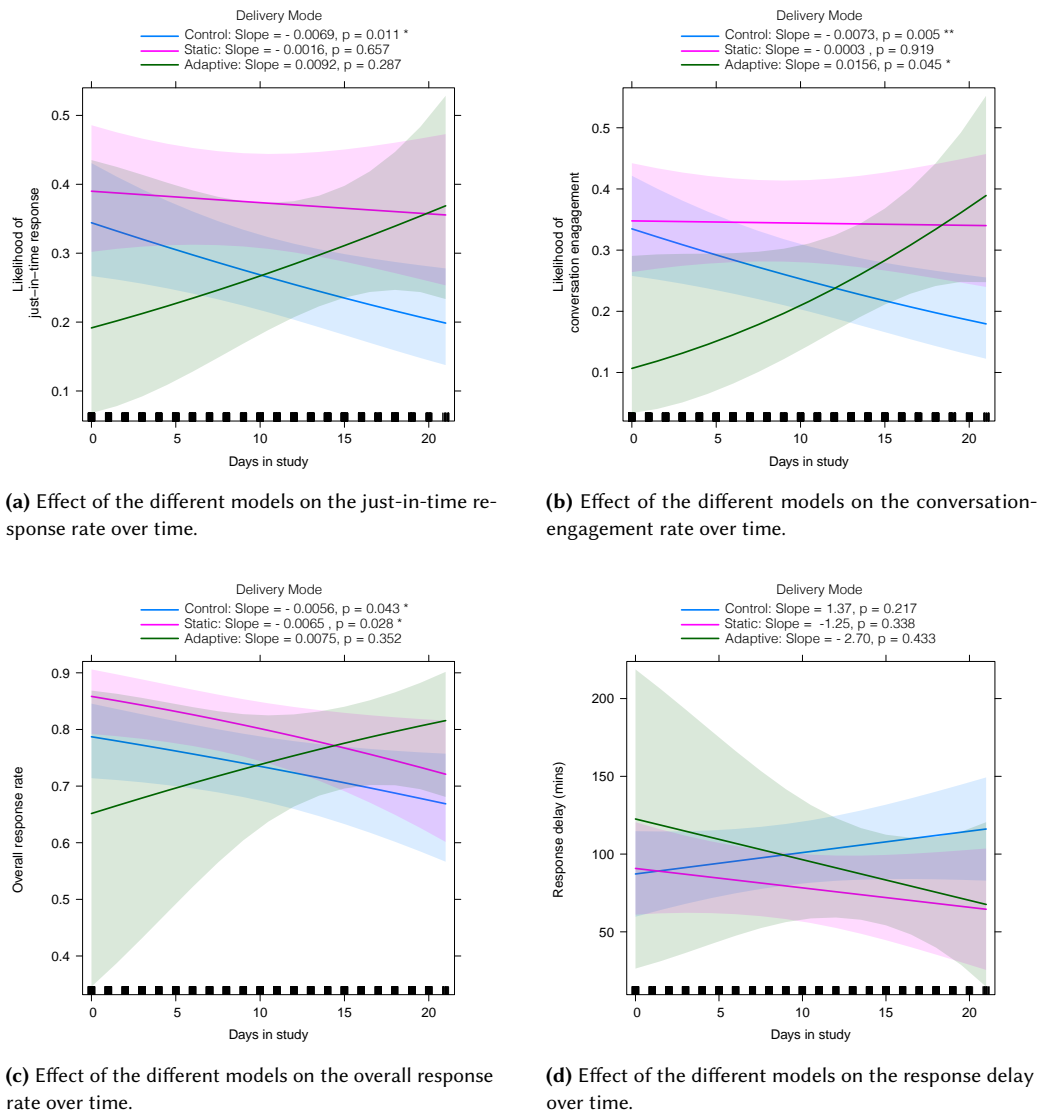 Delivery Mode
Control: Slope = - 0.0069, p = 0.011 *
Static: Slope = - 0.0016, p = 0.657
Adaptive: Slope = 0.0092, p = 0.287
0.5
0.4
0.3
0.2
0.1
Likelihood of
just−in−time response
0 5 10 15 20
Days in study
(a) Effect of the different models on the just-in-time re-
sponse rate over time.
Delivery Mode
Control: Slope = - 0.0073, p = 0.005 **
Static: Slope = - 0.0003 , p = 0.919
Adaptive: Slope = 0.0156, p = 0.045 *
0.5
0.4
0.3
0.2
0.1
Likelihood of
conversation enagagement
0 5 10 15 20
Days in study
(b) Effect of the different models on the conversation-
engagement rate over time.
Delivery Mode
Control: Slope = - 0.0056, p = 0.043 *
Static: Slope = - 0.0065 , p = 0.028 *
Adaptive: Slope = 0.0075, p = 0.352
0.9
0.8
0.7
0.6
0.5
0.4
Overall response rate
0 5 10 15 20
Days in study
(c) Effect of the different models on the overall response
rate over time.
Delivery Mode
Control: Slope = 1.37, p = 0.217
Static: Slope = -1.25, p = 0.338
Adaptive: Slope = - 2.70, p = 0.433
200
150
100
50
Response delay (mins)
0 5 10 15 20
Days in study
(d) Effect of the different models on the response delay
over time.